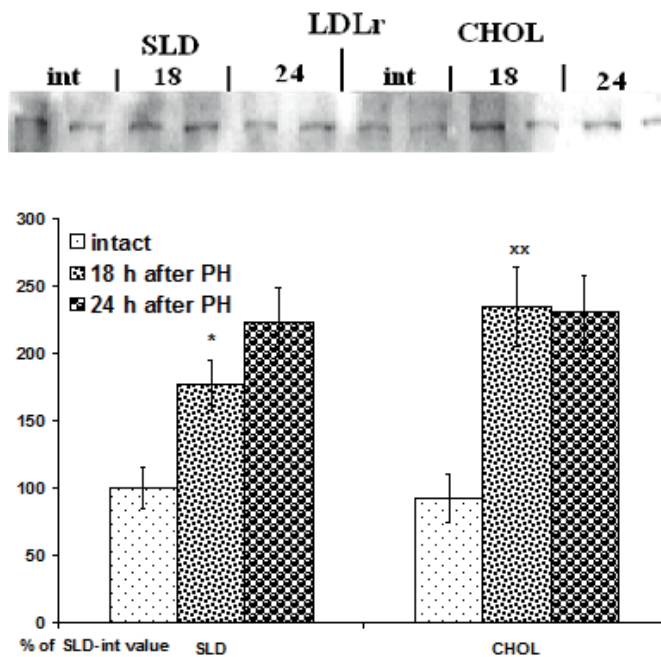 LDLr
SLD CHOL
int | 18 | 24 | int | 18 | 24
300
intact
18 h after PH
24 h after PH
250
200
150
100
50
0
*
xx
% of SLD-int value SLD CHOL